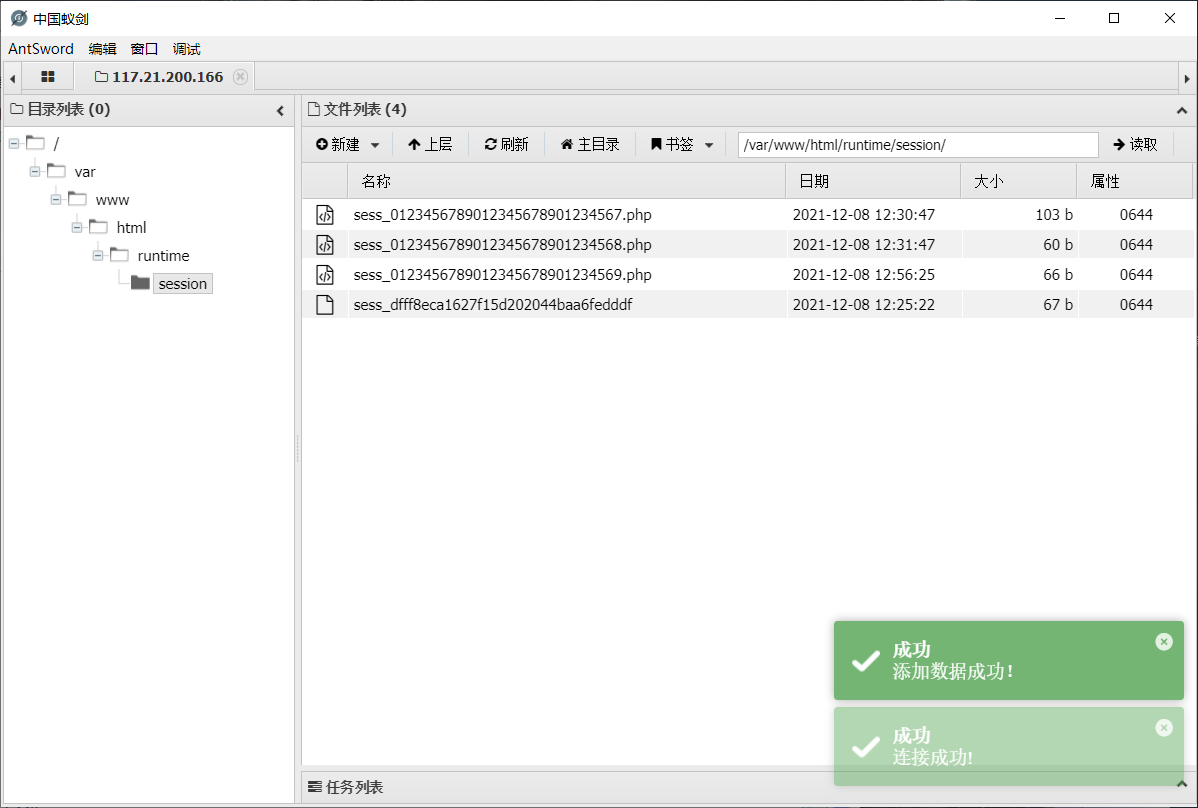 中国蚁剑
AntSword 编辑 窗口 调试
117.21.200.166
目录列表 (0)
文件列表 (4)
新建 上层 刷新 主目录 书签 /var/www/html/runtime/session/ 读取
/
var
www
html
runtime
session
名称 日期 大小 属性
sess_0123456789012345678901234567.php 2021-12-08 12:30:47 103 b 0644
sess_0123456789012345678901234568.php 2021-12-08 12:31:47 60 b 0644
sess_0123456789012345678901234569.php 2021-12-08 12:56:25 66 b 0644
sess_dfff8eca1627f15d202044baa6fedddf 2021-12-08 12:25:22 67 b 0644
成功
添加数据成功!
成功
连接成功!
任务列表